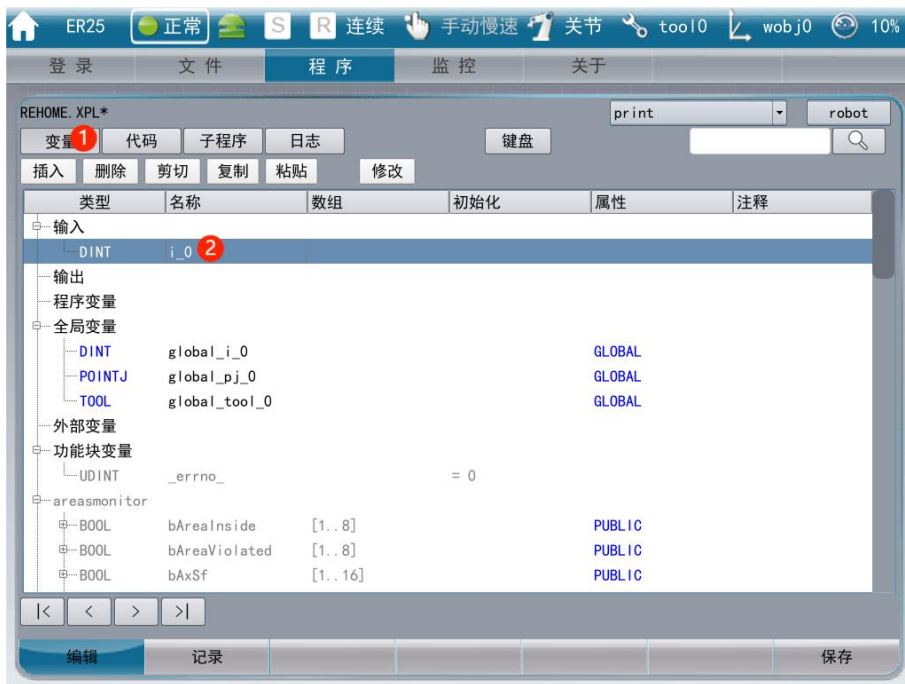 ER25 正常 S R 连续 手动慢速 关节 tool0 wobj0 10%
登录 文件 程序 监控 关于
REHOME.XPL* print robot
变量 1 代码 子程序 日志 键盘
插入 删除 剪切 复制 粘贴 修改
类型 名称 数组 初始化 属性 注释
输入
DINT i_0 2
输出
程序变量
全局变量
DINT global_i_0 GLOBAL
POINTJ global_pj_0 GLOBAL
TOOL global_tool_0 GLOBAL
外部变量
功能块变量
UDINT _errno_ = 0
areasmonitor
BOOL bAreaInside [1..8] PUBLIC
BOOL bAreaViolated [1..8] PUBLIC
BOOL bAxSf [1..16] PUBLIC
|< < > >|
编辑 记录 保存